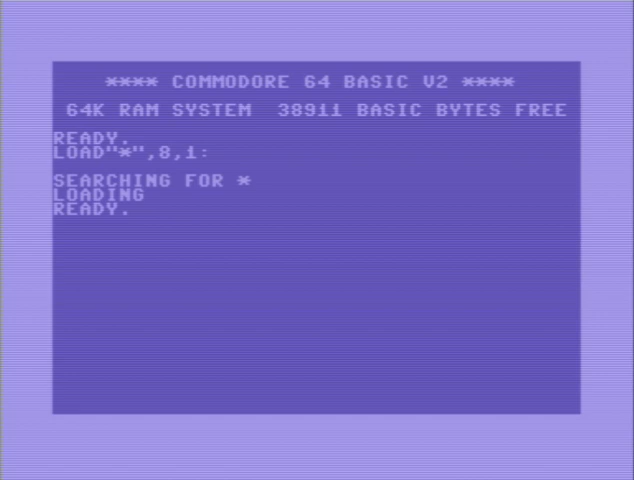 **** COMMODORE 64 BASIC V2 ****
64K RAM SYSTEM  38911 BASIC BYTES FREE
READY.
LOAD"*",8,1:
SEARCHING FOR *
LOADING
READY.